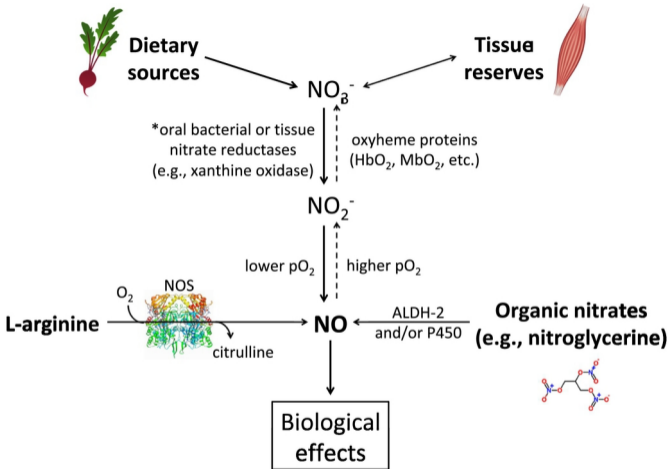 Dietary
sources
Tissue
reserves
NO₃⁻
*oral bacterial or tissue
nitrate reductases
(e.g., xanthine oxidase)
oxyheme proteins
(HbO₂, MbO₂, etc.)
NO₂⁻
lower pO₂
higher pO₂
O₂
NOS
L-arginine
citrulline
NO
ALDH-2
and/or P450
Organic nitrates
(e.g., nitroglycerine)
Biological
effects